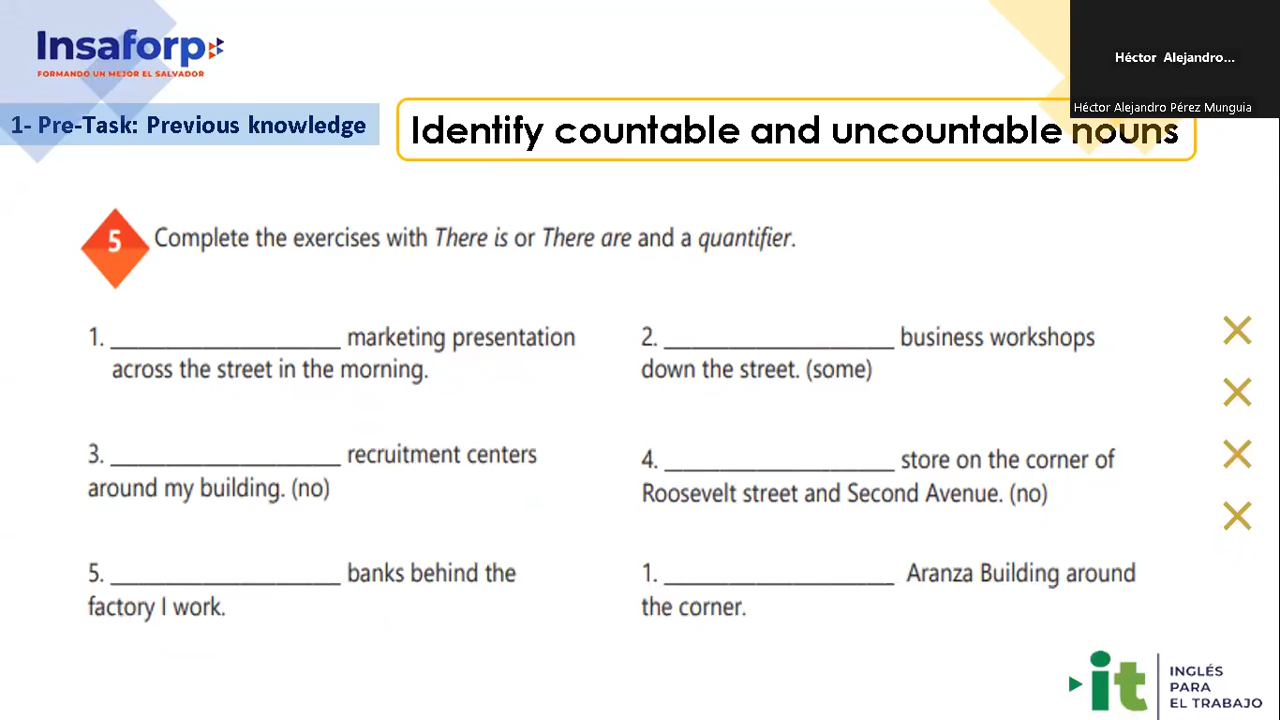 Insaforp
FORMANDO UN MEJOR EL SALVADOR
Héctor Alejandro...
Héctor Alejandro Pérez Munguia
1- Pre-Task: Previous knowledge
Identify countable and uncountable nouns
5
Complete the exercises with There is or There are and a quantifier.
1. ____________________ marketing presentation
across the street in the morning.
2. ____________________ business workshops
down the street. (some)
3. ____________________ recruitment centers
around my building. (no)
4. ____________________ store on the corner of
Roosevelt street and Second Avenue. (no)
5. ____________________ banks behind the
factory I work.
1. ____________________ Aranza Building around
the corner.
it
INGLÉS
PARA
EL TRABAJO